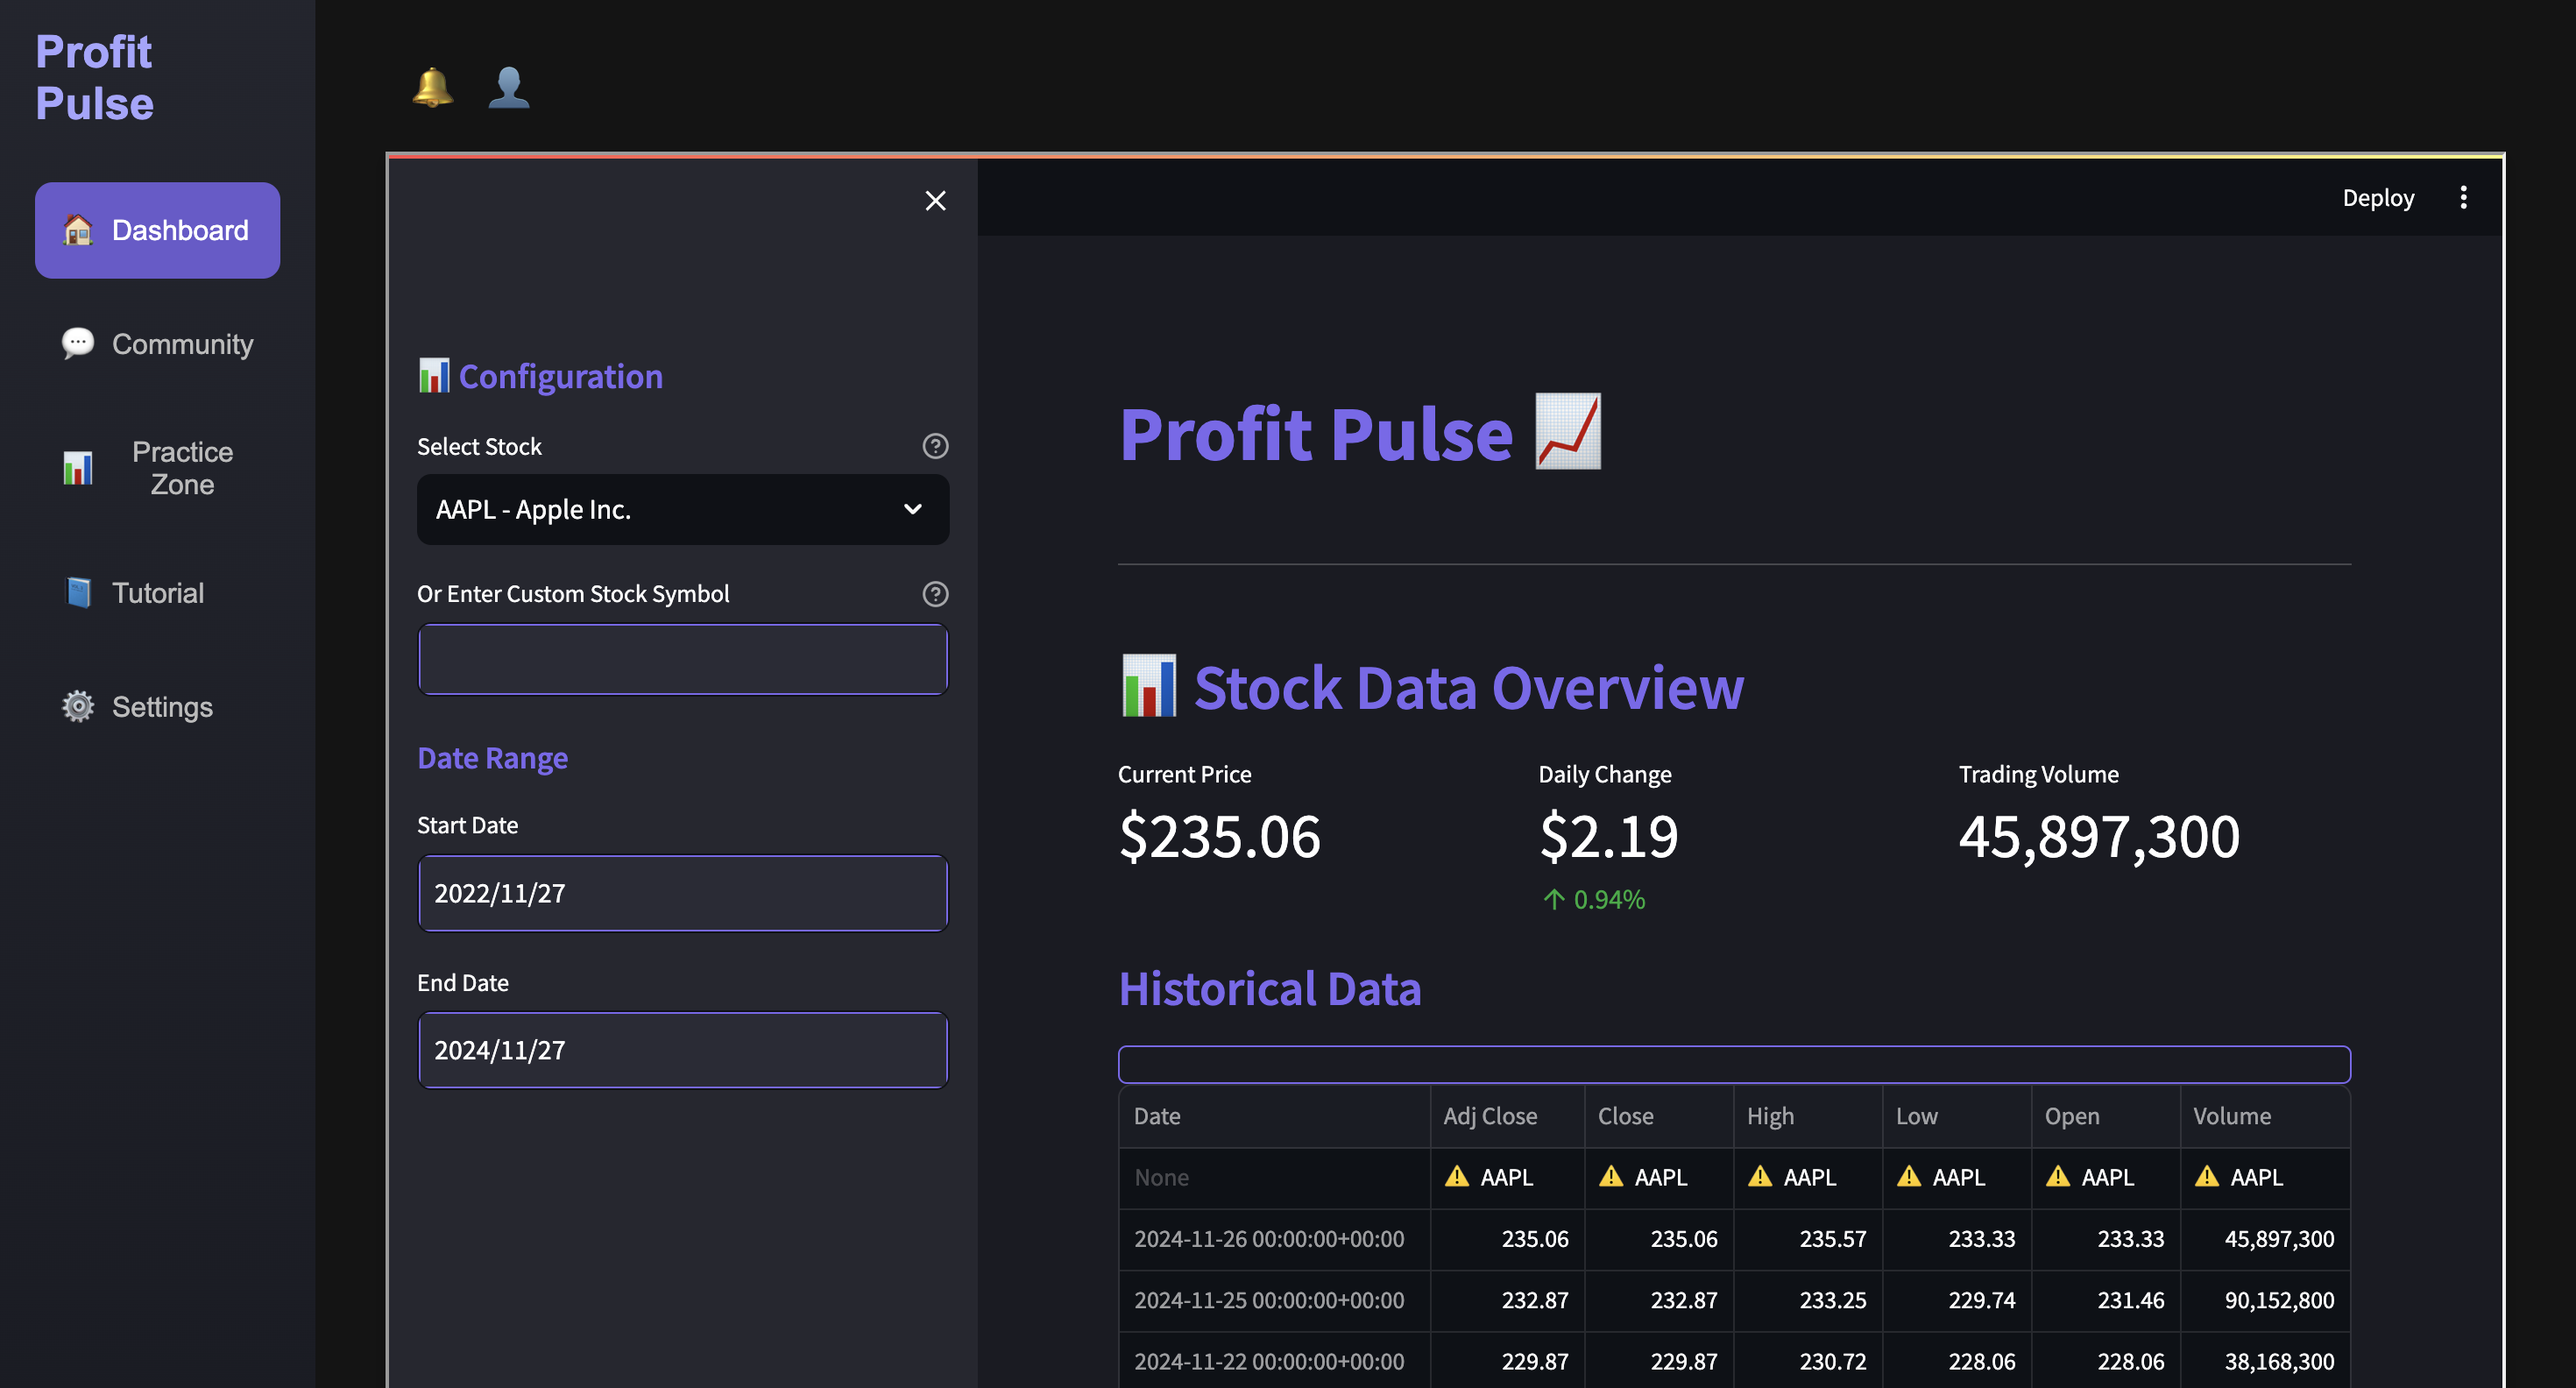 Profit
Pulse
Dashboard
Community
Practice
Zone
Tutorial
Settings
Configuration
Select Stock
AAPL - Apple Inc.
Or Enter Custom Stock Symbol
Date Range
Start Date
2022/11/27
End Date
2024/11/27
Deploy
Profit Pulse
Stock Data Overview
Current Price Daily Change Trading Volume
$235.06 $2.19 45,897,300
↑ 0.94%
Historical Data
Date Adj Close Close High Low Open Volume
None AAPL AAPL AAPL AAPL AAPL AAPL
2024-11-26 00:00:00+00:00 235.06 235.06 235.57 233.33 233.33 45,897,300
2024-11-25 00:00:00+00:00 232.87 232.87 233.25 229.74 231.46 90,152,800
2024-11-22 00:00:00+00:00 229.87 229.87 230.72 228.06 228.06 38,168,300